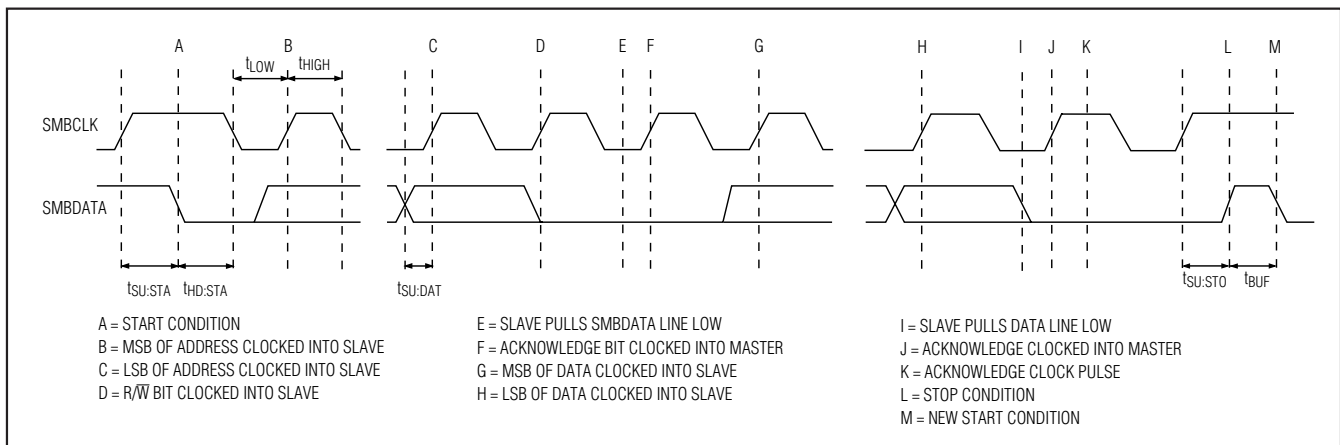 A B C D E F G H I J K L M
tLOW tHIGH
SMBCLK
SMBDATA
tSU:STA tHD:STA tSU:DAT tSU:STO tBUF
A = START CONDITION
B = MSB OF ADDRESS CLOCKED INTO SLAVE
C = LSB OF ADDRESS CLOCKED INTO SLAVE
D = R/W̅ BIT CLOCKED INTO SLAVE
E = SLAVE PULLS SMBDATA LINE LOW
F = ACKNOWLEDGE BIT CLOCKED INTO MASTER
G = MSB OF DATA CLOCKED INTO SLAVE
H = LSB OF DATA CLOCKED INTO SLAVE
I = SLAVE PULLS DATA LINE LOW
J = ACKNOWLEDGE CLOCKED INTO MASTER
K = ACKNOWLEDGE CLOCK PULSE
L = STOP CONDITION
M = NEW START CONDITION